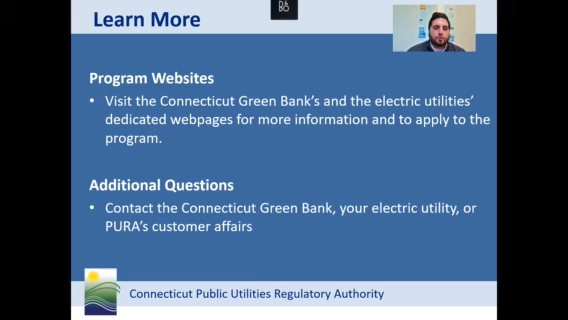 Learn More
DA
BO
Program Websites
• Visit the Connecticut Green Bank's and the electric utilities'
dedicated webpages for more information and to apply to the
program.
Additional Questions
• Contact the Connecticut Green Bank, your electric utility, or
PURA's customer affairs
Connecticut Public Utilities Regulatory Authority